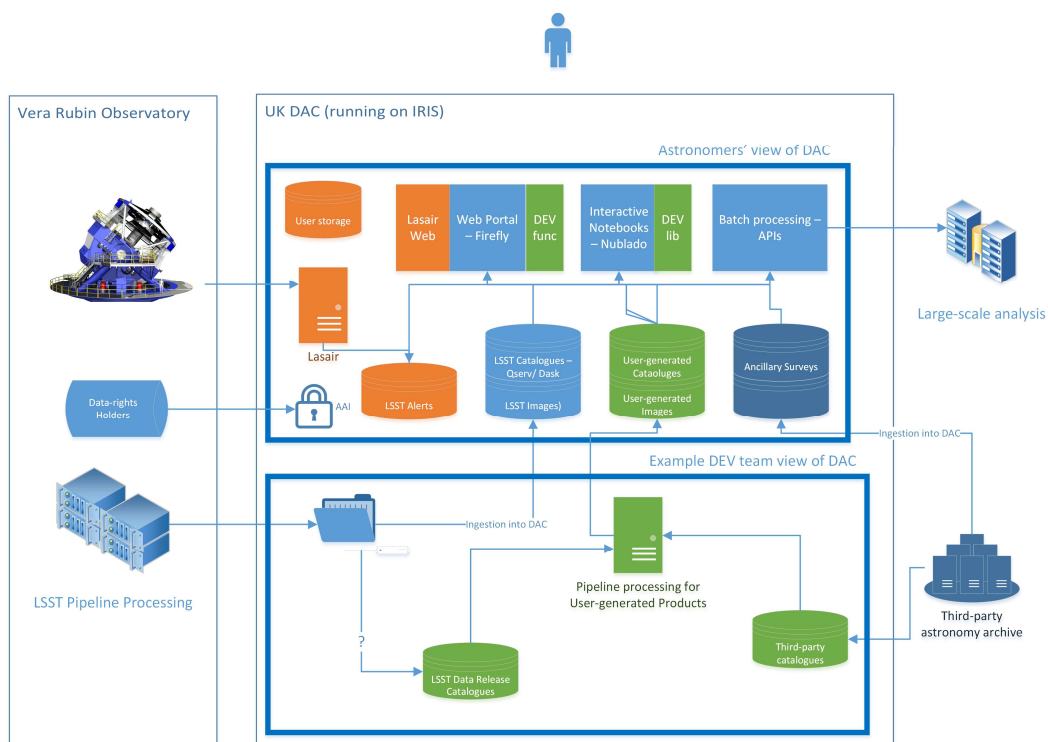 Vera Rubin Observatory
UK DAC (running on IRIS)
Astronomers' view of DAC
User storage
Lasair
Web
Web Portal
– Firefly
DEV
func
Interactive
Notebooks
– Nublado
DEV
lib
Batch processing –
APIs
Large-scale analysis
Lasair
LSST Alerts
LSST Catalogues –
Qserv/ Dask
LSST Images)
User-generated
Cataoluges
User-generated
Images
Ancillary Surveys
Data-rights
Holders
AAI
Ingestion into DAC
Example DEV team view of DAC
Ingestion into DAC
LSST Pipeline Processing
Pipeline processing for
User-generated Products
?
LSST Data Release
Catalogues
Third-party
catalogues
Third-party
astronomy archive